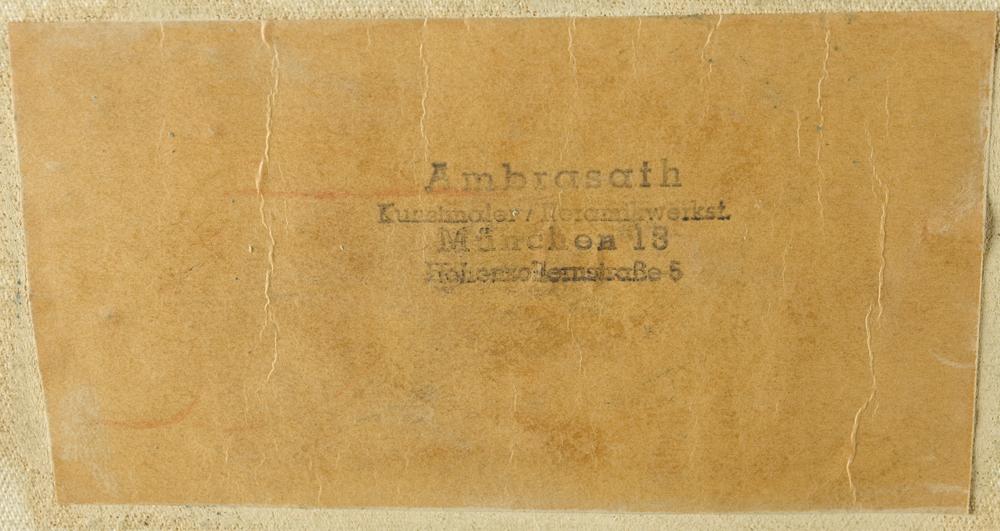 Ambrasath
Kunstmaler / Keramikwerkst.
München 13
Hohenzollernstraße 5